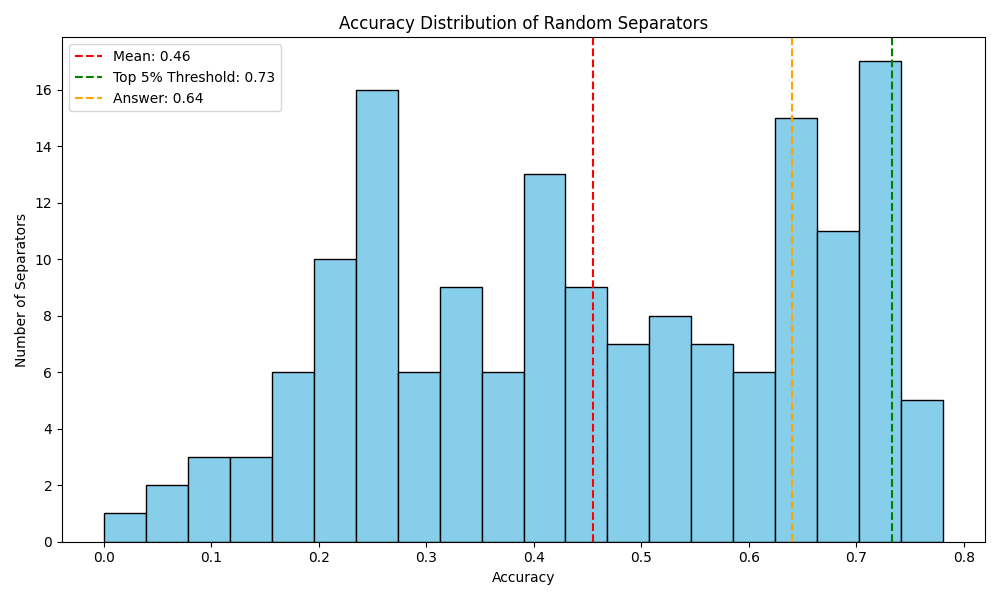 Accuracy Distribution of Random Separators
Mean: 0.46
Top 5% Threshold: 0.73
Answer: 0.64
Number of Separators
16
14
12
10
8
6
4
2
0
0.0 0.1 0.2 0.3 0.4 0.5 0.6 0.7 0.8
Accuracy